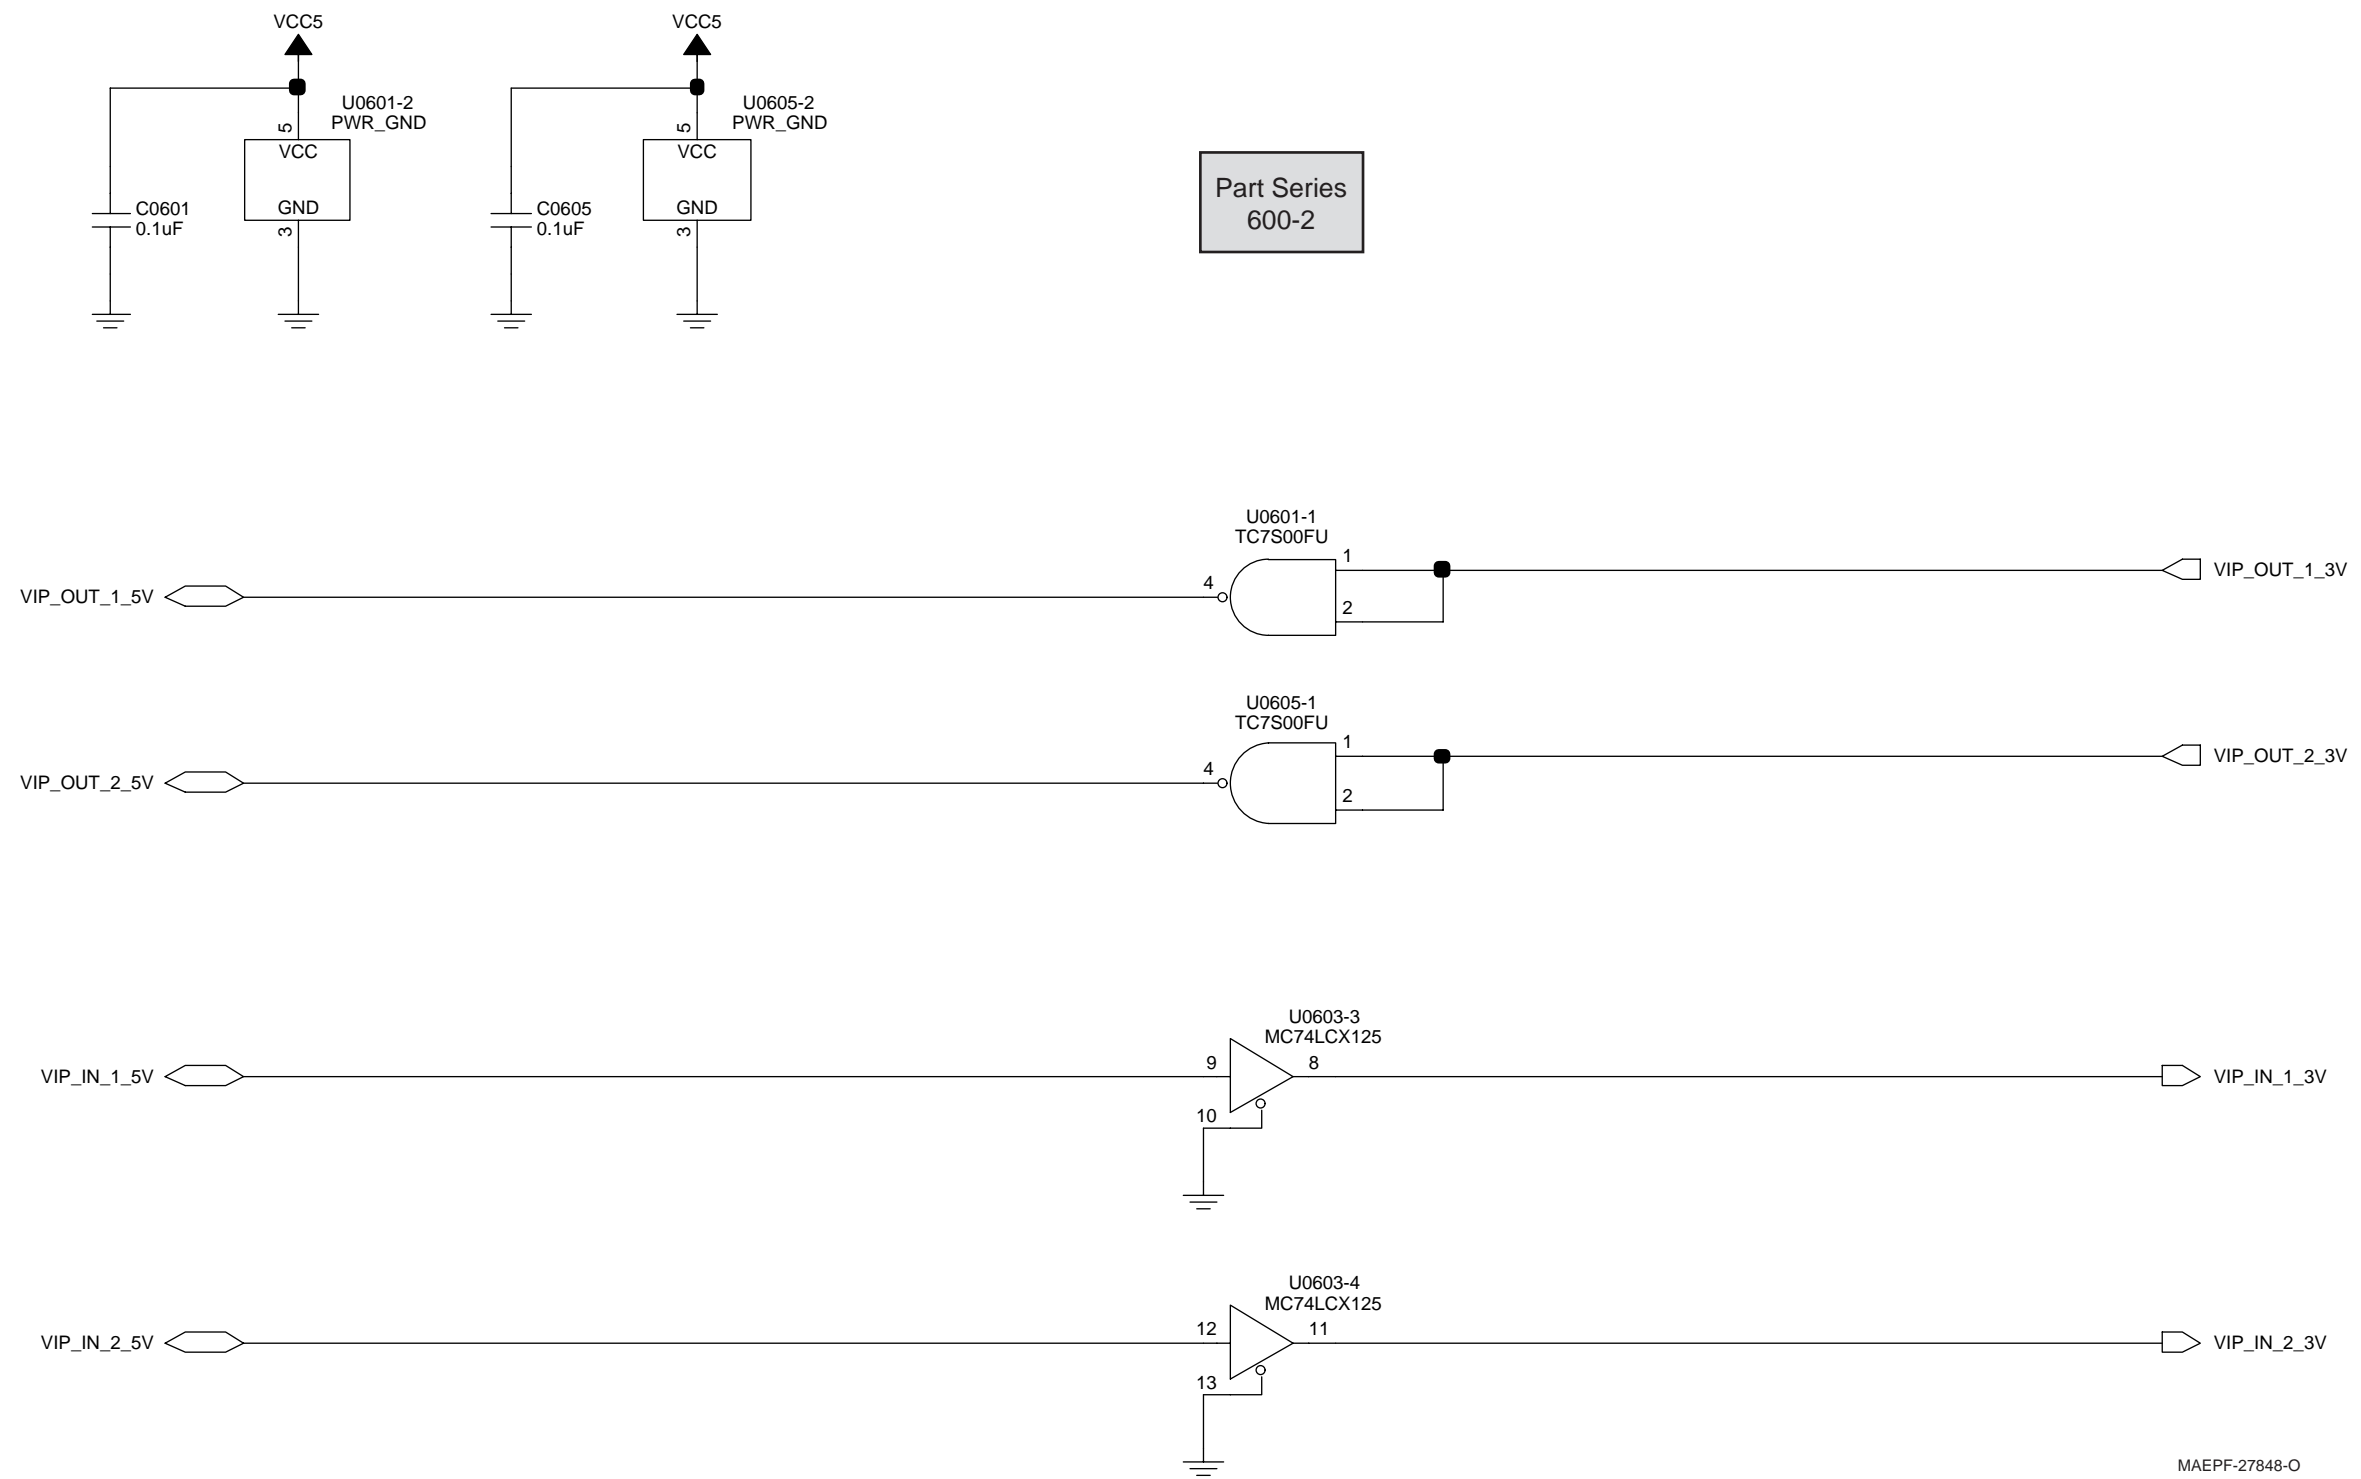 VCC5
VCC5
U0601-2
PWR_GND
U0605-2
PWR_GND
5
VCC
5
VCC
Part Series
600-2
GND
C0601
0.1uF
3
GND
C0605
0.1uF
3
U0601-1
TC7S00FU
1
VIP_OUT_1_3V
4
VIP_OUT_1_5V
2
U0605-1
TC7S00FU
1
VIP_OUT_2_3V
4
VIP_OUT_2_5V
2
U0603-3
MC74LCX125
9
8
VIP_IN_1_5V
VIP_IN_1_3V
10
U0603-4
MC74LCX125
12
11
VIP_IN_2_5V
VIP_IN_2_3V
13
MAEPF-27848-O